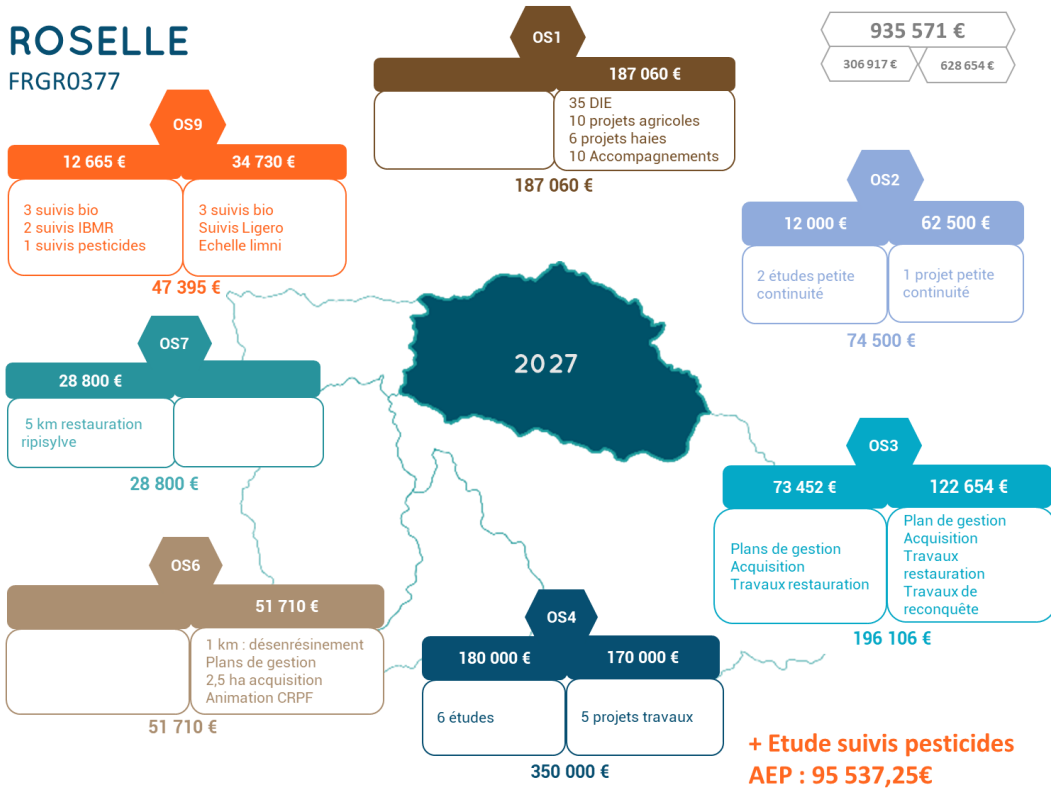 ROSELLE
FRGR0377
935 571 €
306 917 €
628 654 €
OS1
187 060 €
35 DIE
10 projets agricoles
6 projets haies
10 Accompagnements
187 060 €
OS9
12 665 €
34 730 €
3 suivis bio
2 suivis IBMR
1 suivis pesticides
3 suivis bio
Suivis Ligero
Echelle limni
47 395 €
OS2
12 000 €
62 500 €
2 études petite
continuité
1 projet petite
continuité
74 500 €
2027
OS7
28 800 €
5 km restauration
ripisylve
28 800 €
OS3
73 452 €
122 654 €
Plans de gestion
Acquisition
Travaux restauration
Plan de gestion
Acquisition
Travaux
restauration
Travaux de
reconquête
196 106 €
OS6
51 710 €
1 km : désenrésinement
Plans de gestion
2,5 ha acquisition
Animation CRPF
51 710 €
OS4
180 000 €
170 000 €
6 études
5 projets travaux
350 000 €
+ Etude suivis pesticides
AEP : 95 537,25€